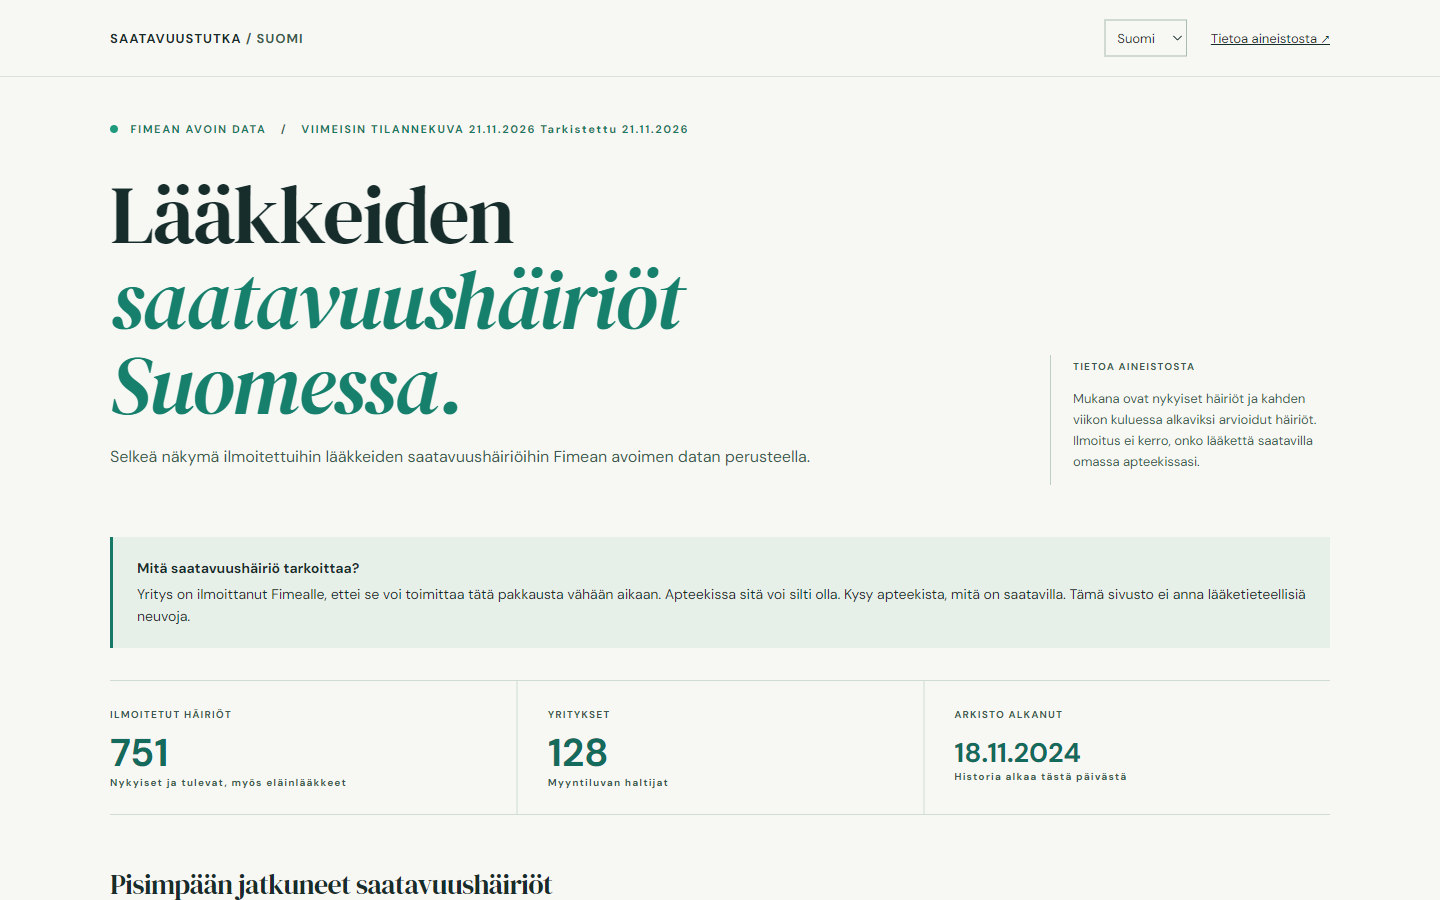 SAATAVUUSTUTKA / SUOMI
Suomi
Tietoa aineistosta ↗
FIMEAN AVOIN DATA / VIIMEISIN TILANNEKUVA 21.11.2026 Tarkistettu 21.11.2026
Lääkkeiden
saatavuushäiriöt
Suomessa.
Selkeä näkymä ilmoitettuihin lääkkeiden saatavuushäiriöihin Fimean avoimen datan perusteella.
TIETOA AINEISTOSTA
Mukana ovat nykyiset häiriöt ja kahden
viikon kuluessa alkaviksi arvioidut häiriöt.
Ilmoitus ei kerro, onko lääkettä saatavilla
omassa apteekissasi.
Mitä saatavuushäiriö tarkoittaa?
Yritys on ilmoittanut Fimealle, ettei se voi toimittaa tätä pakkausta vähään aikaan. Apteekissa sitä voi silti olla. Kysy apteekista, mitä on saatavilla. Tämä sivusto ei anna lääketieteellisiä
neuvoja.
ILMOITETUT HÄIRIÖT
751
Nykyiset ja tulevat, myös eläinlääkkeet
YRITYKSET
128
Myyntiluvan haltijat
ARKISTO ALKANUT
18.11.2024
Historia alkaa tästä päivästä
Pisimpään jatkuneet saatavuushäiriöt